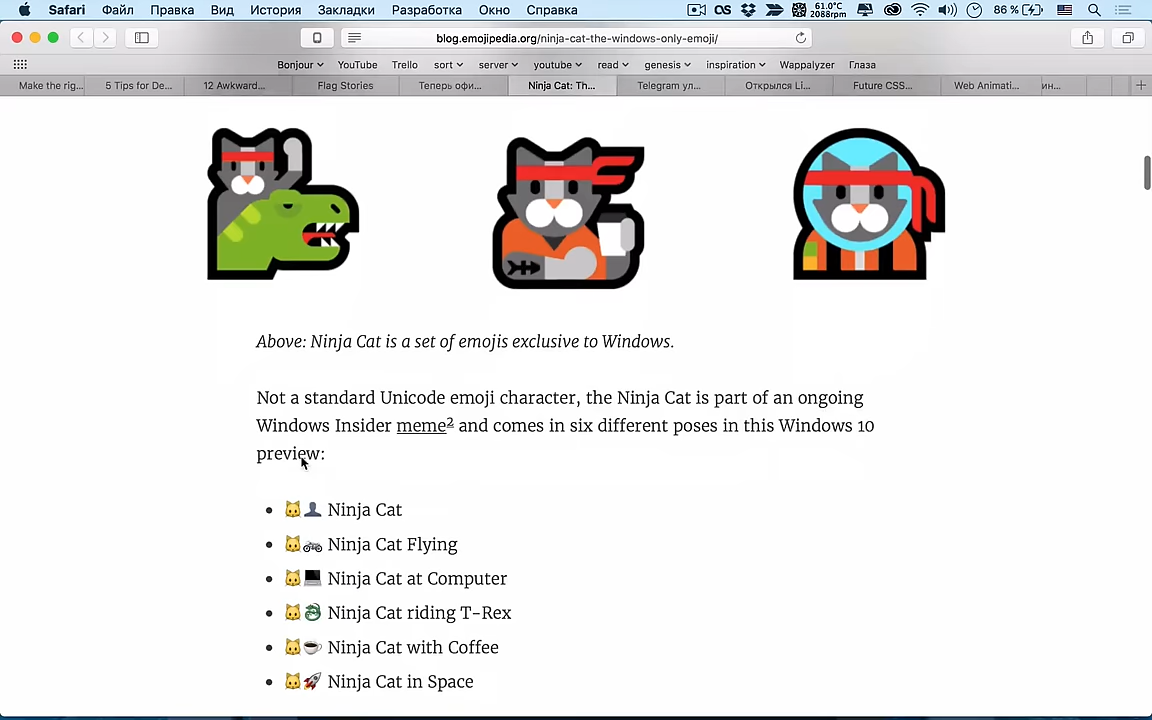 Safari Файл Правка Вид История Закладки Разработка Окно Справка 61.0°C 2088rpm 86 %
blog.emojipedia.org/ninja-cat-the-windows-only-emoji/
Bonjour YouTube Trello sort server youtube read genesis inspiration Wappalyzer Глаза
Make the rig... 5 Tips for De... 12 Awkward... Flag Stories Теперь офи... Ninja Cat: Th... Telegram ул... Открылся Li... Future CSS... Web Animati... ин...
Above: Ninja Cat is a set of emojis exclusive to Windows.
Not a standard Unicode emoji character, the Ninja Cat is part of an ongoing
Windows Insider meme2 and comes in six different poses in this Windows 10
preview:
Ninja Cat
Ninja Cat Flying
Ninja Cat at Computer
Ninja Cat riding T-Rex
Ninja Cat with Coffee
Ninja Cat in Space